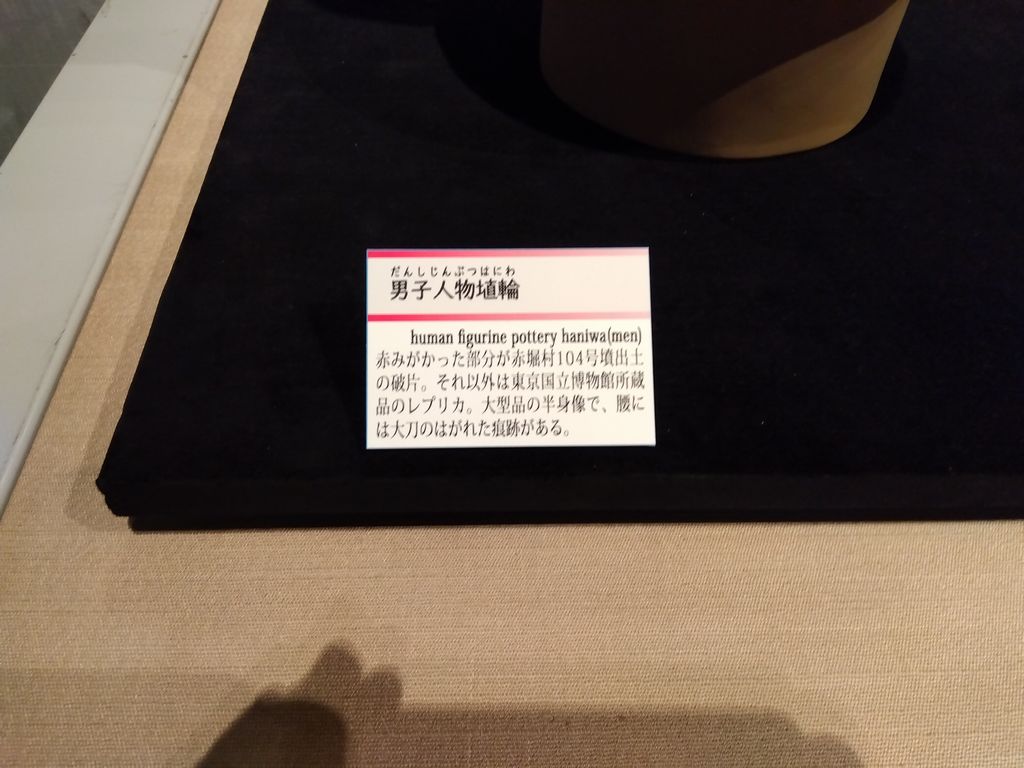 だんしじんぶつはにわ
男子人物埴輪
human figurine pottery haniwa(men)
赤みがかった部分が赤堀村104号墳出土
の破片。それ以外は東京国立博物館所蔵
品のレプリカ。大型品の半身像で、腰に
は大刀のはがれた痕跡がある。